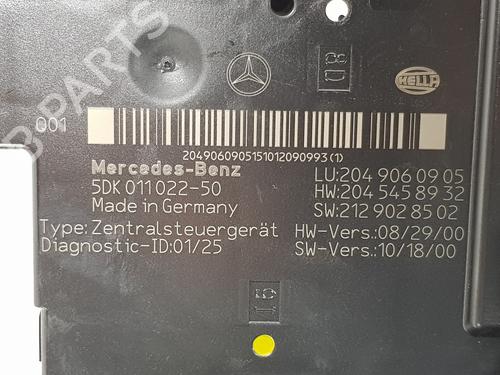 B PARTS
HELLA
001
20490609051510120909 93(1)
Mercedes-Benz
LU:204 906 09 05
5DK 011 022-50
HW:204 545 89 32
Made in Germany
SW:212 902 85 02
Type:Zentralsteuergerät
HW-Vers.:08/29/00
Diagnostic-ID:01/25
SW-Vers.:10/18/00